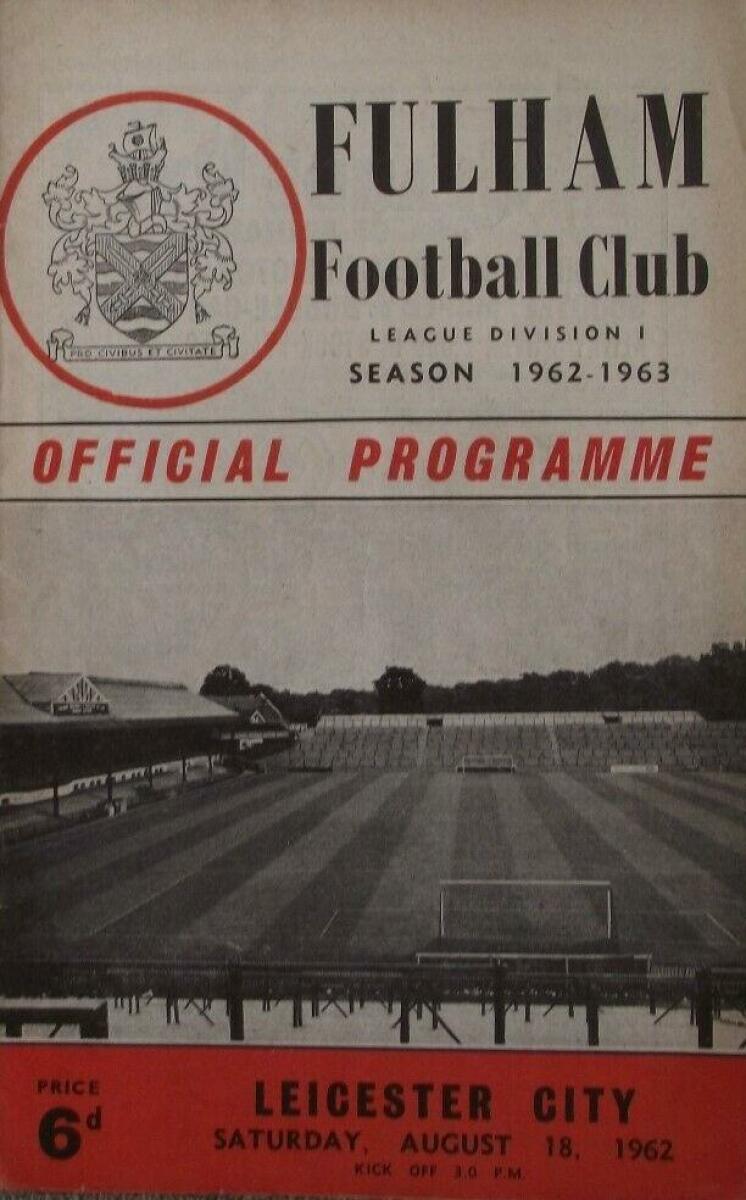 FULHAM
Football Club
LEAGUE DIVISION I
SEASON 1962-1963
PRO CIVIBUS ET CIVITATE
OFFICIAL PROGRAMME
PRICE
6d
LEICESTER CITY
SATURDAY, AUGUST 18, 1962
KICK OFF 3.0 P.M.